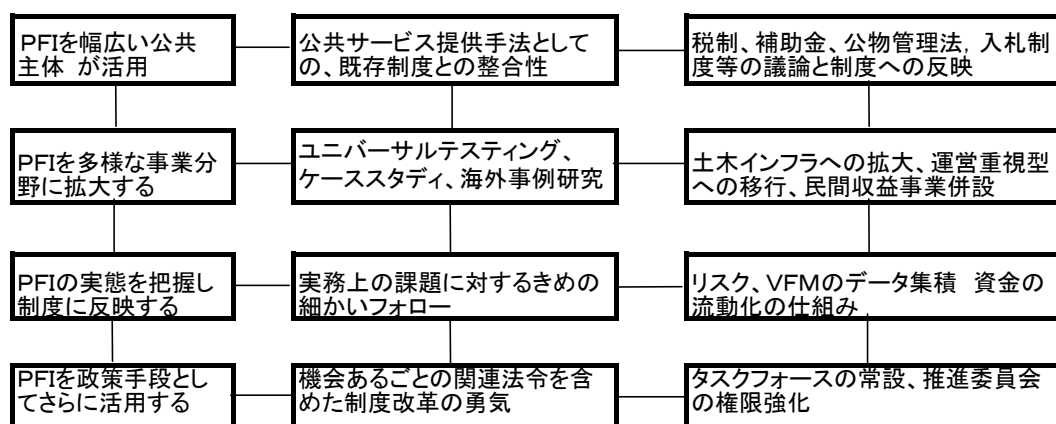 PFIを幅広い公共
主体 が活用
公共サービス提供手法として
の、既存制度との整合性
税制、補助金、公物管理法, 入札制
度等の議論と制度への反映
PFIを多様な事業分
野に拡大する
ユニバーサルテスティング、
ケーススタディ、海外事例研究
土木インフラへの拡大、運営重視型
への移行、民間収益事業併設
PFIの実態を把握し
制度に反映する
実務上の課題に対するきめの
細かいフォロー
リスク、VFMのデータ集積 資金の
流動化の仕組み
PFIを政策手段とし
てさらに活用する
機会あるごとの関連法令を含
めた制度改革の勇気
タスクフォースの常設、推進委員会
の権限強化